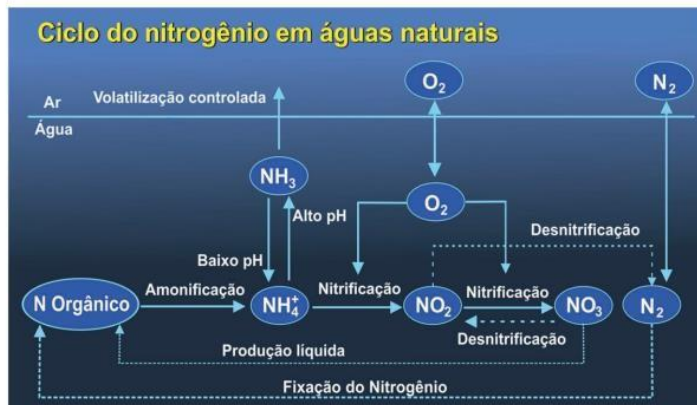 Ciclo do nitrogênio em águas naturais
Ar
Volatilização controlada
O₂
N₂
Água
NH₃
O₂
Alto pH
Desnitrificação
Baixo pH
N Orgânico
Amonificação
NH₄⁺
Nitrificação
NO₂
Nitrificação
NO₃
N₂
Desnitrificação
Produção líquida
Fixação do Nitrogênio